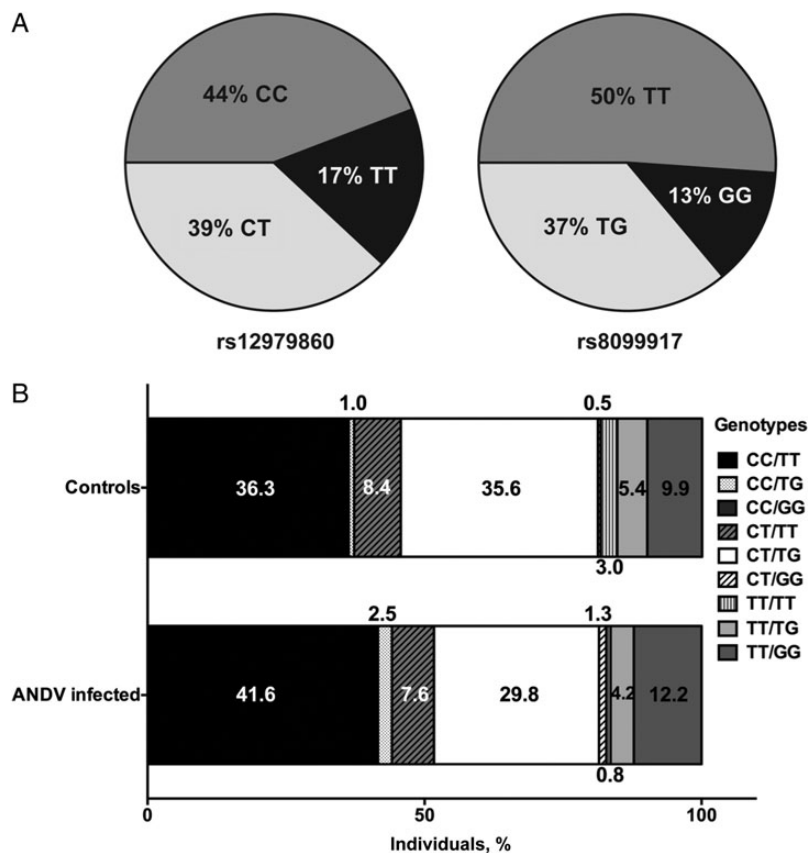 A
44% CC
17% TT
39% CT
rs12979860
50% TT
13% GG
37% TG
rs8099917
B
1.0
0.5
Controls
36.3
8.4
35.6
5.4
9.9
3.0
2.5
1.3
ANDV infected
41.6
7.6
29.8
4.2
12.2
0.8
0
50
100
Individuals, %
Genotypes
CC/TT
CC/TG
CC/GG
CT/TT
CT/TG
CT/GG
TT/TT
TT/TG
TT/GG